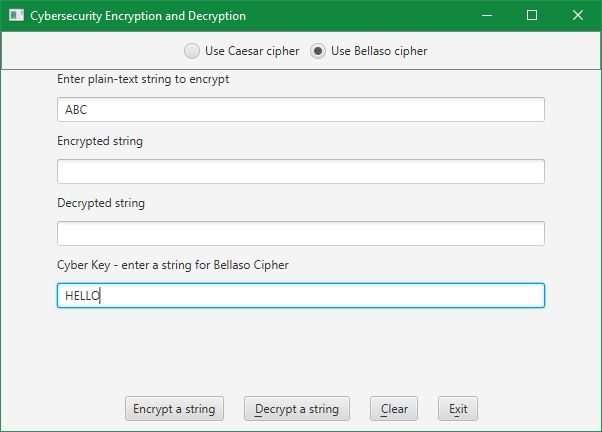 Cybersecurity Encryption and Decryption
Use Caesar cipher Use Bellaso cipher
Enter plain-text string to encrypt
ABC
Encrypted string
Decrypted string
Cyber Key - enter a string for Bellaso Cipher
HELLO
Encrypt a string Decrypt a string Clear Exit